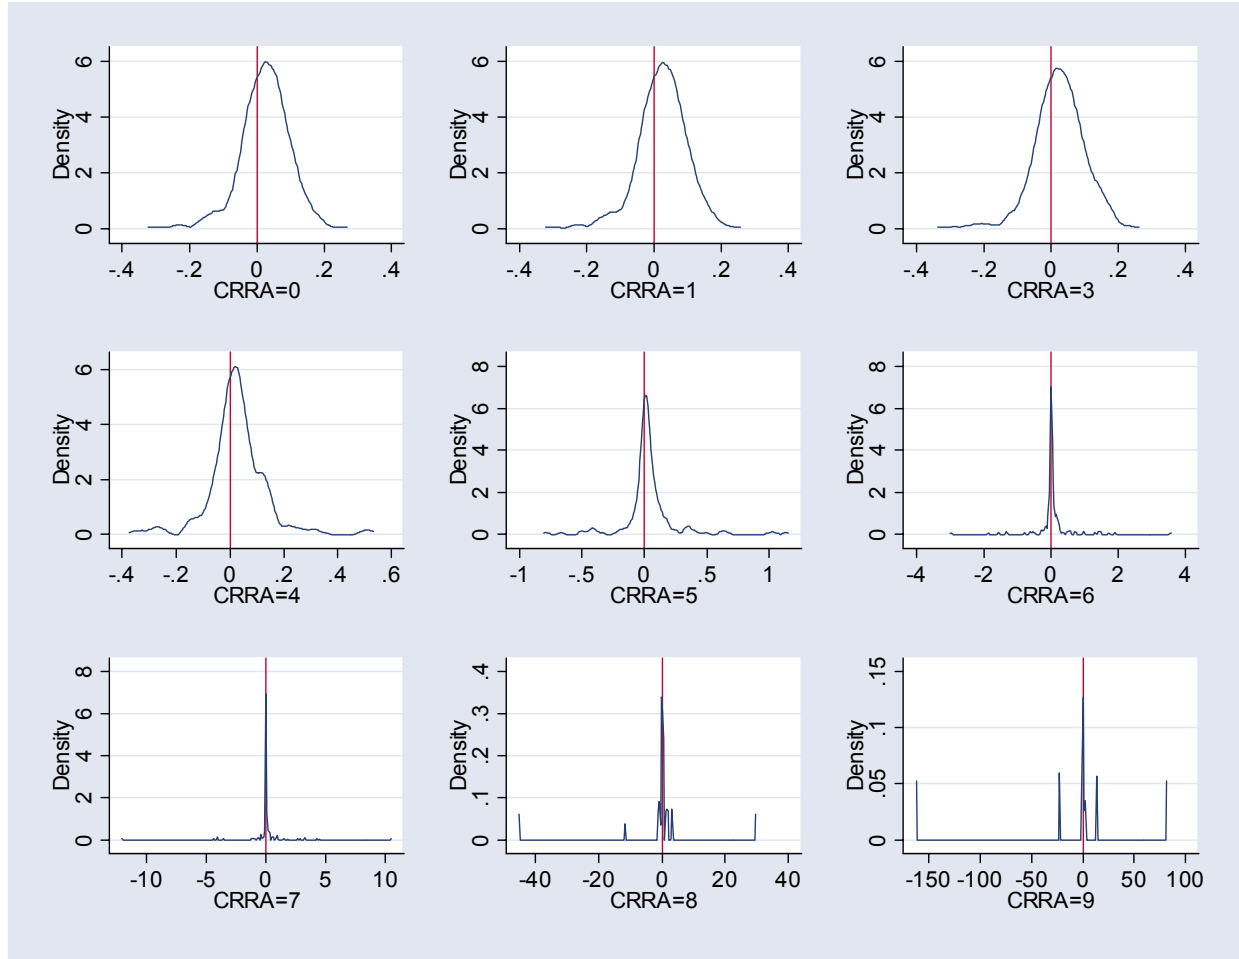 Density
0 2 4 6
-.4 -.2 0 .2 .4
CRRA=0
Density
0 2 4 6
-.4 -.2 0 .2 .4
CRRA=1
Density
0 2 4 6
-.4 -.2 0 .2 .4
CRRA=3
Density
0 2 4 6
-.4 -.2 0 .2 .4 .6
CRRA=4
Density
0 2 4 6 8
-1 -.5 0 .5 1
CRRA=5
Density
0 2 4 6 8
-4 -2 0 2 4
CRRA=6
Density
0 2 4 6 8
-10 -5 0 5 10
CRRA=7
Density
0 .1 .2 .3 .4
-40 -20 0 20 40
CRRA=8
Density
0 .05 .1 .15
-150 -100 -50 0 50 100
CRRA=9